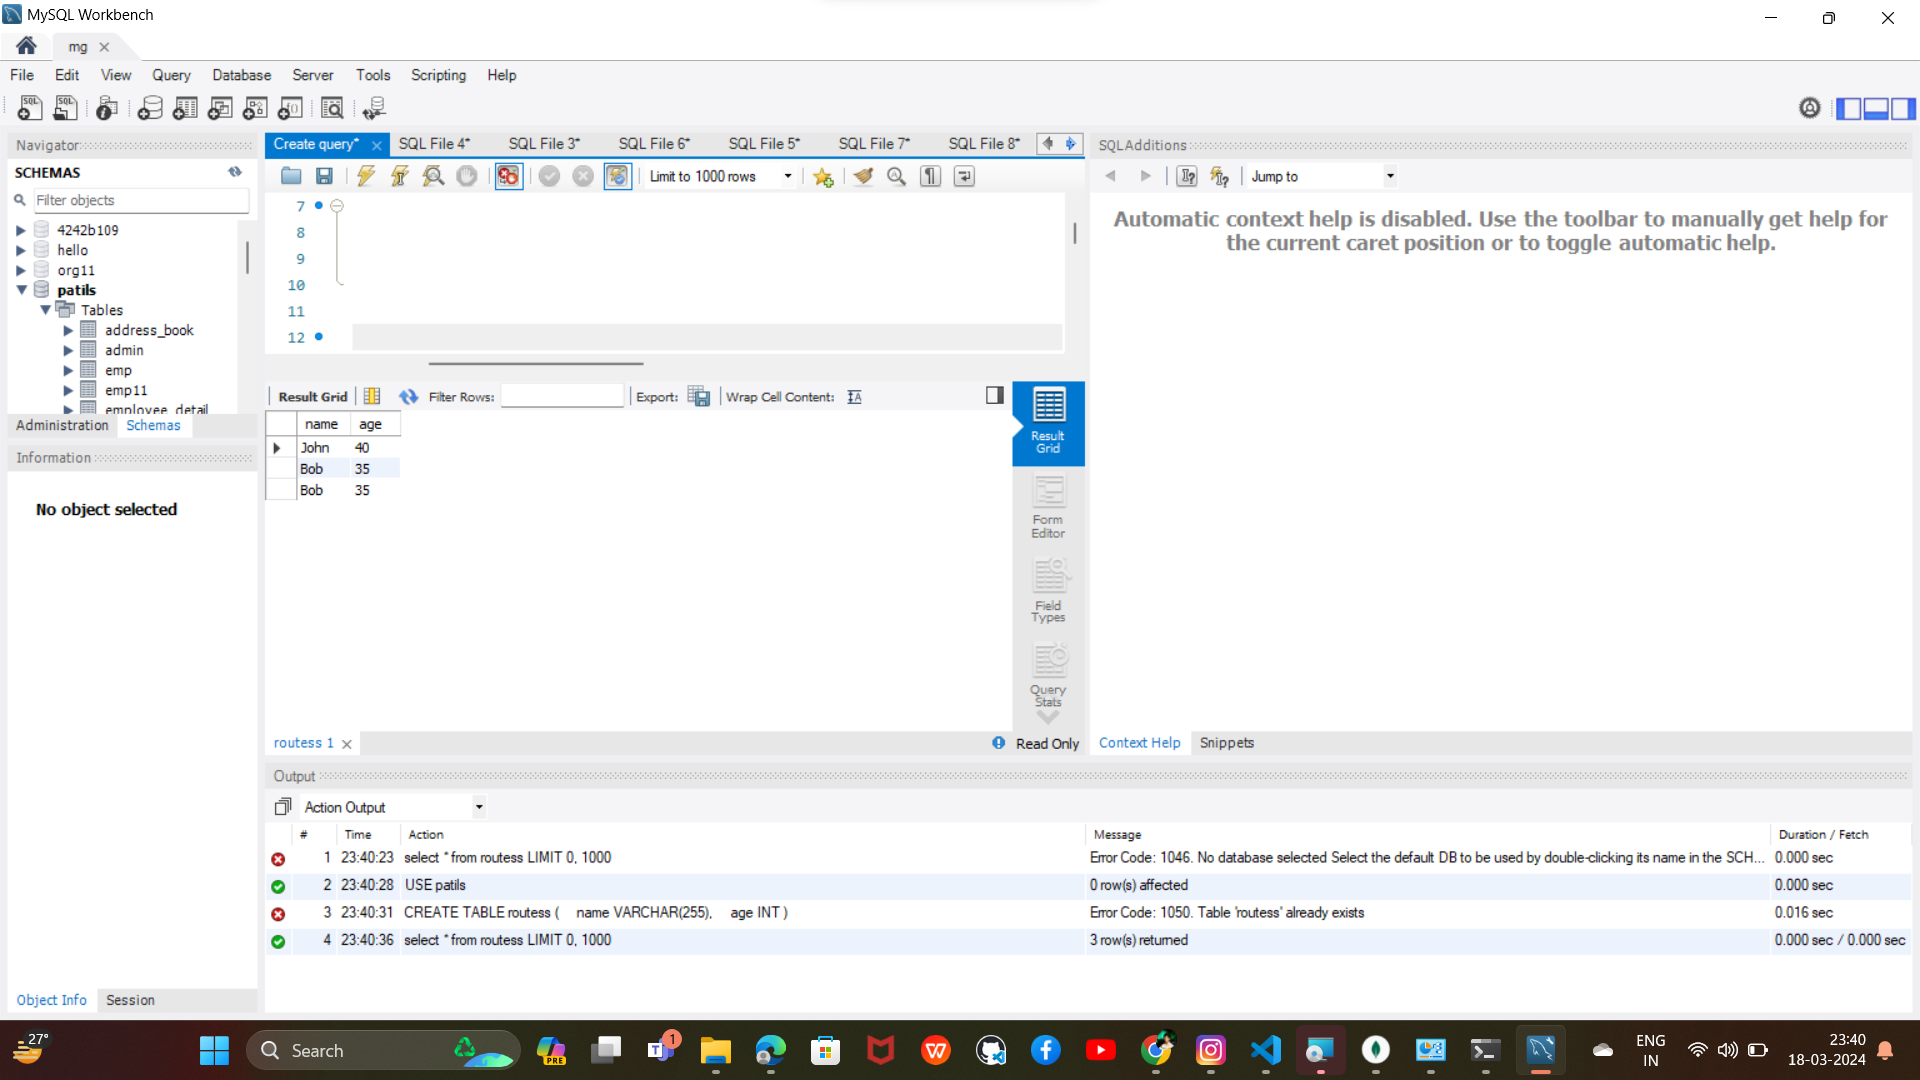 MySQL Workbench
mg
File Edit View Query Database Server Tools Scripting Help
Navigator
SCHEMAS
Filter objects
4242b109
hello
org11
patils
Tables
address_book
admin
emp
emp11
employee_detail
Administration Schemas
Information
No object selected
Object Info Session
Create query* SQL File 4* SQL File 3* SQL File 6* SQL File 5* SQL File 7* SQL File 8*
Limit to 1000 rows
7
8
9
10
11
12
Result Grid Filter Rows: Export: Wrap Cell Content:
name age
John 40
Bob 35
Bob 35
Result Grid
Form Editor
Field Types
Query Stats
routess 1 Read Only
SQLAdditions
Jump to
Automatic context help is disabled. Use the toolbar to manually get help for
the current caret position or to toggle automatic help.
Context Help Snippets
Output
Action Output
# Time Action Message Duration / Fetch
1 23:40:23 select * from routess LIMIT 0, 1000 Error Code: 1046. No database selected Select the default DB to be used by double-clicking its name in the SCH... 0.000 sec
2 23:40:28 USE patils 0 row(s) affected 0.000 sec
3 23:40:31 CREATE TABLE routess ( name VARCHAR(255), age INT ) Error Code: 1050. Table 'routess' already exists 0.016 sec
4 23:40:36 select * from routess LIMIT 0, 1000 3 row(s) returned 0.000 sec / 0.000 sec
27°
Search
PRE
1
ENG
IN
23:40
18-03-2024